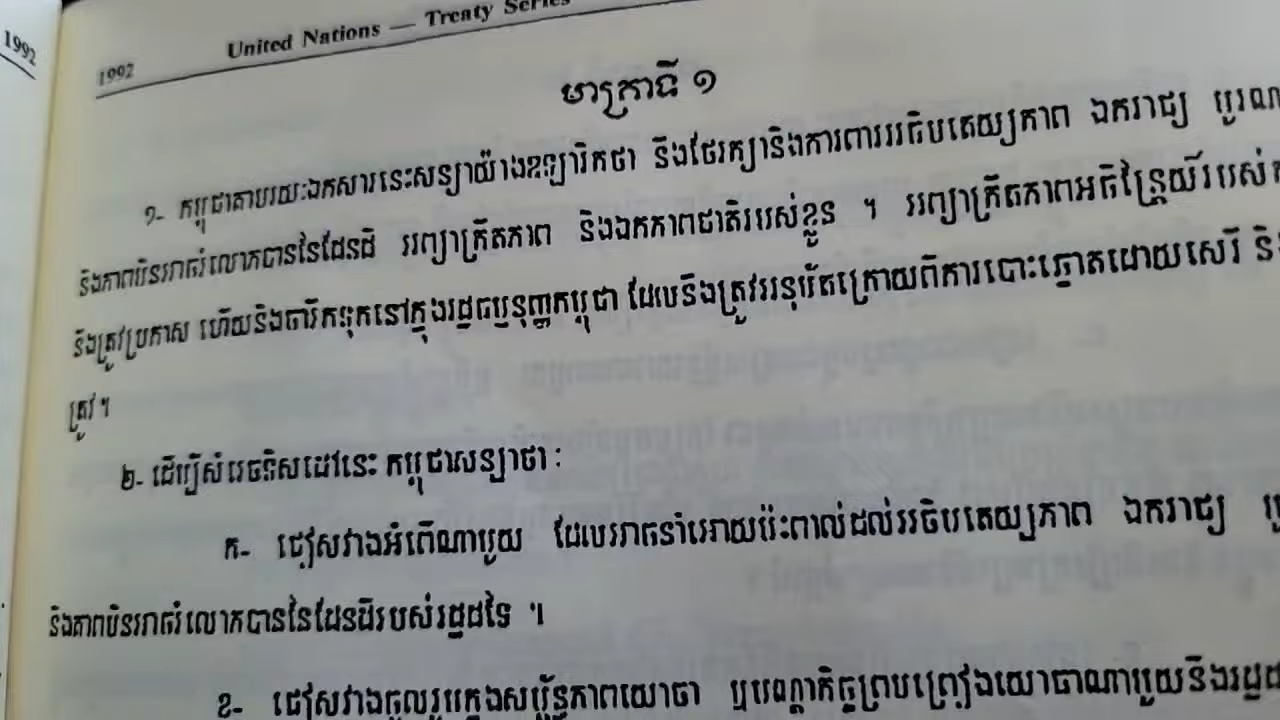 1992
1992 United Nations — Treaty Series
មាត្រាទី ១
១- កម្ពុជាតាមរយៈឯកសារនេះសន្យាយ៉ាងឧឡារិកថា នឹងថែរក្សានិងការពារអធិបតេយ្យភាព ឯករាជ្យ
និងភាពមិនអាចរំលោភបាននៃដែនដី អព្យាក្រឹតភាព និងឯកភាពជាតិរបស់ខ្លួន ។ អព្យាក្រឹតភាពអចិន្ត្រៃយ៍របស់
នឹងត្រូវប្រកាស ហើយនិងចារឹកទុកនៅក្នុងរដ្ឋធម្មនុញ្ញកម្ពុជា ដែលនឹងត្រូវអនុម័តក្រោយពីការបោះឆ្នោតដោយសេរី
ត្រូវ។
២- ដើម្បីសំរេចទិសដៅនេះ កម្ពុជាសន្យាថា :
ក- ជៀសវាងអំពើណាមួយ ដែលអាចនាំអោយប៉ះពាល់ដល់អធិបតេយ្យភាព ឯករាជ្យ
និងភាពមិនអាចរំលោភបាននៃដែនដីរបស់រដ្ឋដទៃ ។
ខ- ជៀសវាងចូលរួមក្នុងសម្ព័ន្ធភាពយោធា ឬបណ្តាកិច្ចព្រមព្រៀងយោធាណាមួយនិងរដ្ឋ